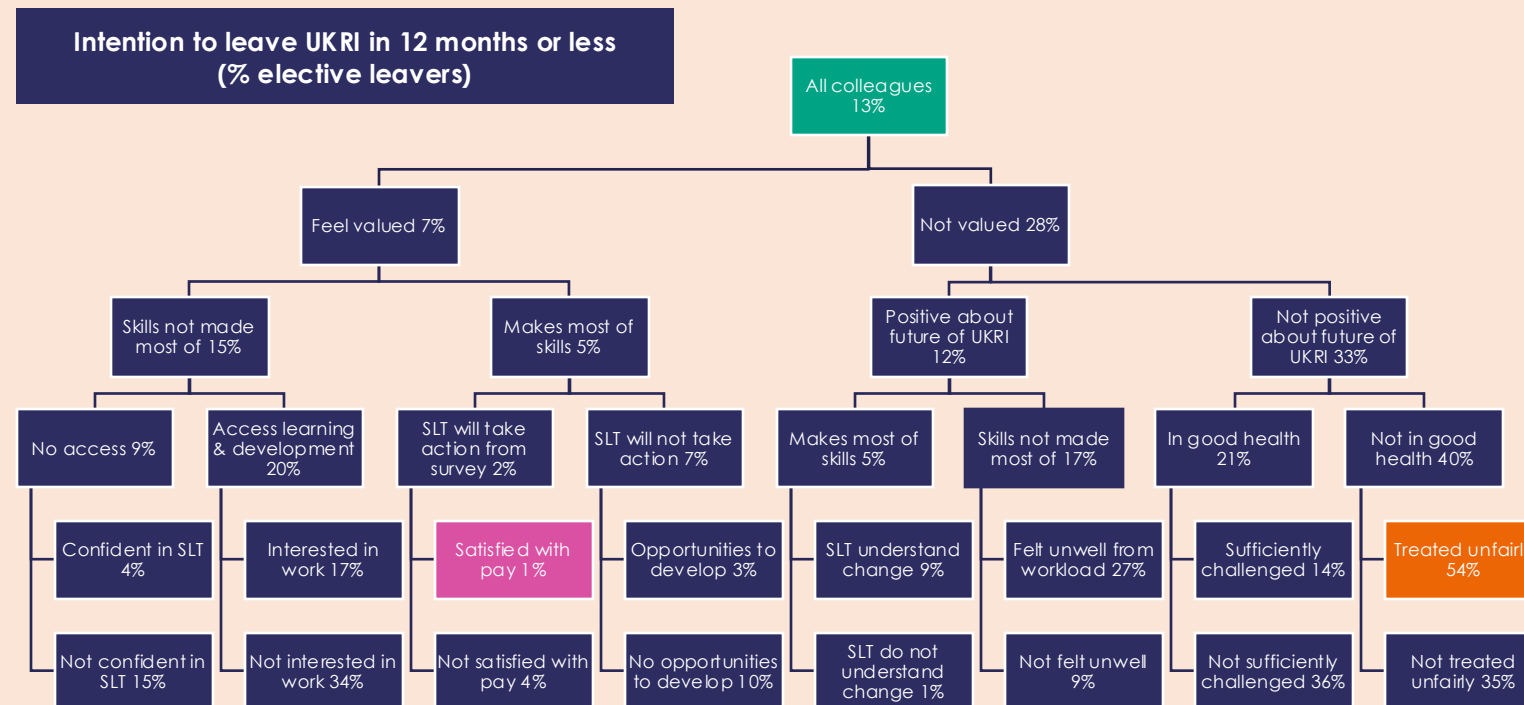 Intention to leave UKRI in 12 months or less
(% elective leavers)
All colleagues
13%
Feel valued 7%
Not valued 28%
Skills not made
most of 15%
Makes most of
skills 5%
Positive about
future of UKRI
12%
Not positive
about future of
UKRI 33%
No access 9%
Access learning
& development
20%
SLT will take
action from
survey 2%
SLT will not take
action 7%
Makes most of
skills 5%
Skills not made
most of 17%
In good health
21%
Not in good
health 40%
Confident in SLT
4%
Interested in
work 17%
Satisfied with
pay 1%
Opportunities to
develop 3%
SLT understand
change 9%
Felt unwell from
workload 27%
Sufficiently
challenged 14%
Treated unfairl
54%
Not confident in
SLT 15%
Not interested in
work 34%
Not satisfied with
pay 4%
No opportunities
to develop 10%
SLT do not
understand
change 1%
Not felt unwell
9%
Not sufficiently
challenged 36%
Not treated
unfairly 35%